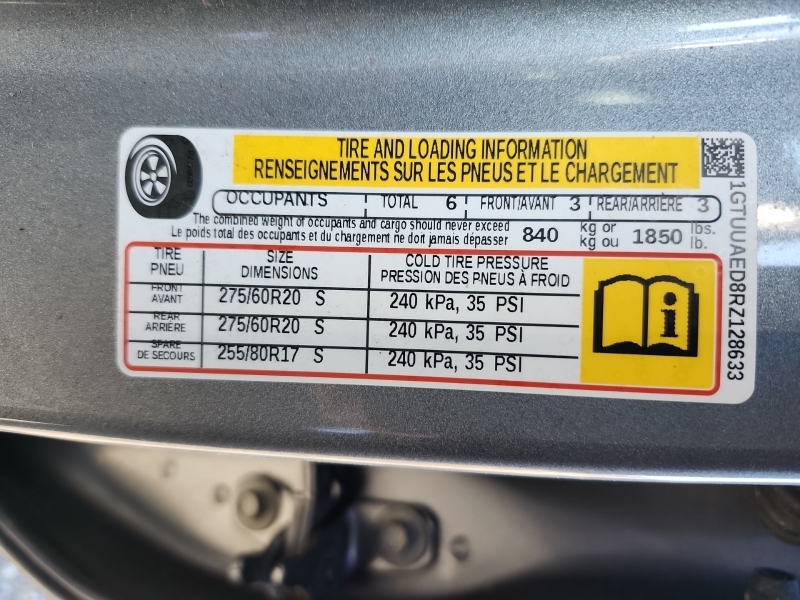 TIRE AND LOADING INFORMATION
RENSEIGNEMENTS SUR LES PNEUS ET LE CHARGEMENT
OCCUPANTS TOTAL 6 FRONT/AVANT 3 REAR/ARRIÈRE 3
The combined weight of occupants and cargo should never exceed 840 kg or 1850 lbs.
Le poids total des occupants et du chargement ne doit jamais dépasser kg ou lb.
TIRE SIZE COLD TIRE PRESSURE
PNEU DIMENSIONS PRESSION DES PNEUS À FROID
FRONT
AVANT 275/60R20 S 240 kPa, 35 PSI
REAR
ARRIÈRE 275/60R20 S 240 kPa, 35 PSI
SPARE
DE SECOURS 255/80R17 S 240 kPa, 35 PSI
1GTUUAED8RZ128633